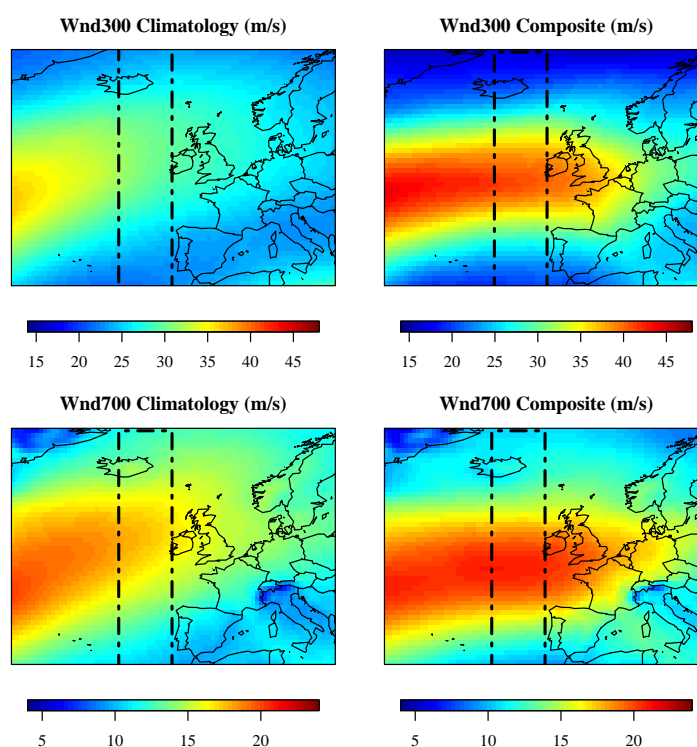 Wnd300 Climatology (m/s)
Wnd300 Composite (m/s)
15 20 25 30 35 40 45
15 20 25 30 35 40 45
Wnd700 Climatology (m/s)
Wnd700 Composite (m/s)
5 10 15 20
5 10 15 20